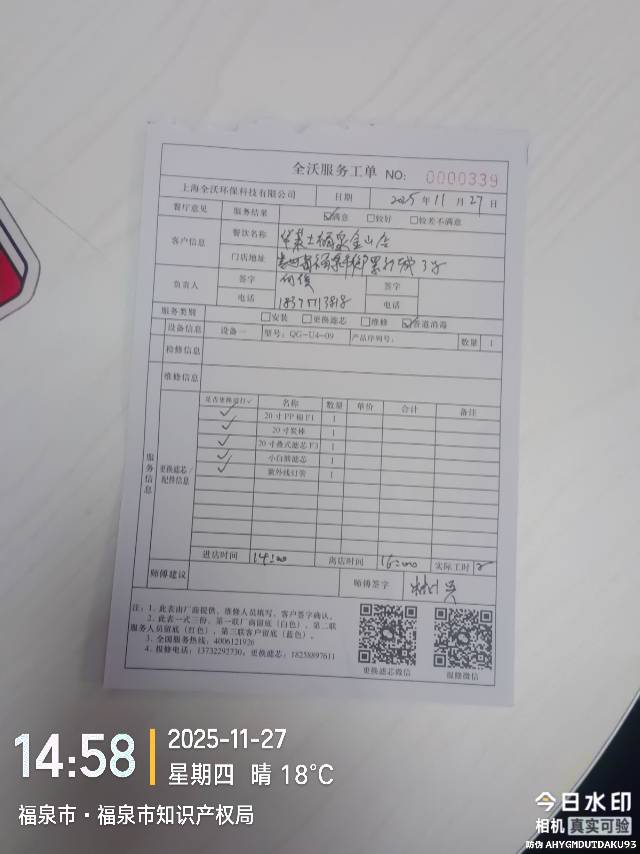 全沃服务工单 NO: 0000339
上海全沃环保科技有限公司 日期 2025 年 11 月 27 日
餐厅意见 服务结果 ☑满意 □较好 □较差不满意
客户信息 餐饮名称 华莱士福泉金山店
门店地址
负责人 签字 签字
电话 电话
服务类别 □安装 □更换滤芯 □维修 ☑管道消毒
设备信息 设备一 型号: QG-U4-09 产品序列号: 数量 1
检修信息
维修信息
服务信息 更换滤芯/配件信息
是否更换请打✓ 名称 数量 单价 合计 备注
✓ 20寸PP棉F1 1
✓ 20寸炭棒 1
✓ 20寸叠式滤芯F3 1
✓ 小白鲸滤芯 1
✓ 紫外线灯管 1
进店时间 14:00 离店时间 16:00 实际工时 2
师傅建议 师傅签字
注: 1. 此表由厂商提供、维修人员填写、客户签字确认。
2. 此表一式三份、第一联厂商留底(白色)、第二联
服务人员留底(红色)、第三联客户留底(蓝色)。
3. 全国服务热线: 4006121926
4. 报修电话: 13732292730、更换滤芯: 18258897611
更换滤芯微信 报修微信
14:58 2025-11-27
星期四 晴 18℃
福泉市·福泉市知识产权局
今日水印
相机 真实可验
防伪 AHYGMDUTDAKU93